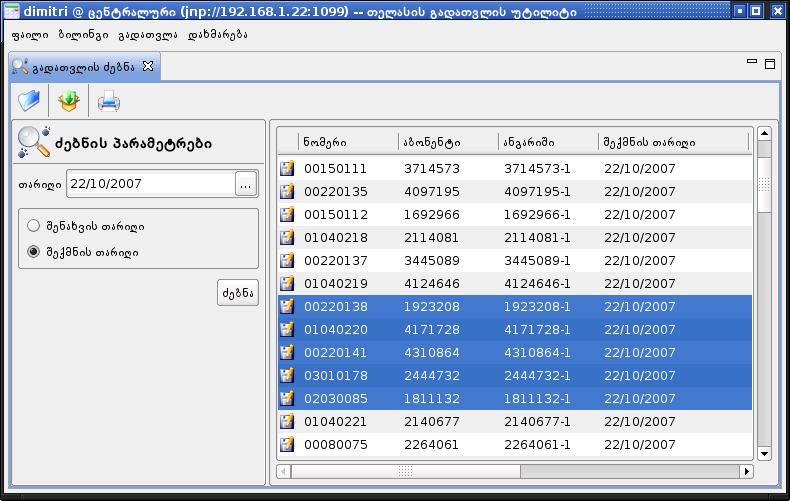 dimitri @ ცენტრალური (jnp://192.168.1.22:1099) -- თელასის გადათვლის უტილიტი
ფაილი ბილინგი გადათვლა დახმარება
გადათვლის ძებნა
ძებნის პარამეტრები
თარიღი 22/10/2007 ...
შენახვის თარიღი
შექმნის თარიღი
ძებნა
ნომერი აბონენტი ანგარიში შექმნის თარიღი
00150111 3714573 3714573-1 22/10/2007
00220135 4097195 4097195-1 22/10/2007
00150112 1692966 1692966-1 22/10/2007
01040218 2114081 2114081-1 22/10/2007
00220137 3445089 3445089-1 22/10/2007
01040219 4124646 4124646-1 22/10/2007
00220138 1923208 1923208-1 22/10/2007
01040220 4171728 4171728-1 22/10/2007
00220141 4310864 4310864-1 22/10/2007
03010178 2444732 2444732-1 22/10/2007
02030085 1811132 1811132-1 22/10/2007
01040221 2140677 2140677-1 22/10/2007
00080075 2264061 2264061-1 22/10/2007